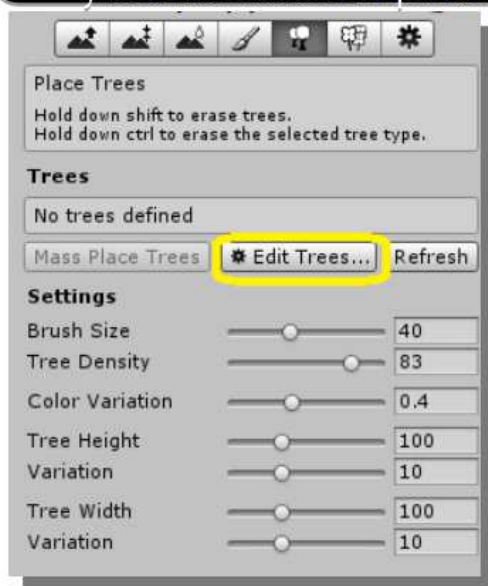 Place Trees
Hold down shift to erase trees.
Hold down ctrl to erase the selected tree type.
Trees
No trees defined
Mass Place Trees Edit Trees... Refresh
Settings
Brush Size 40
Tree Density 83
Color Variation 0.4
Tree Height 100
Variation 10
Tree Width 100
Variation 10